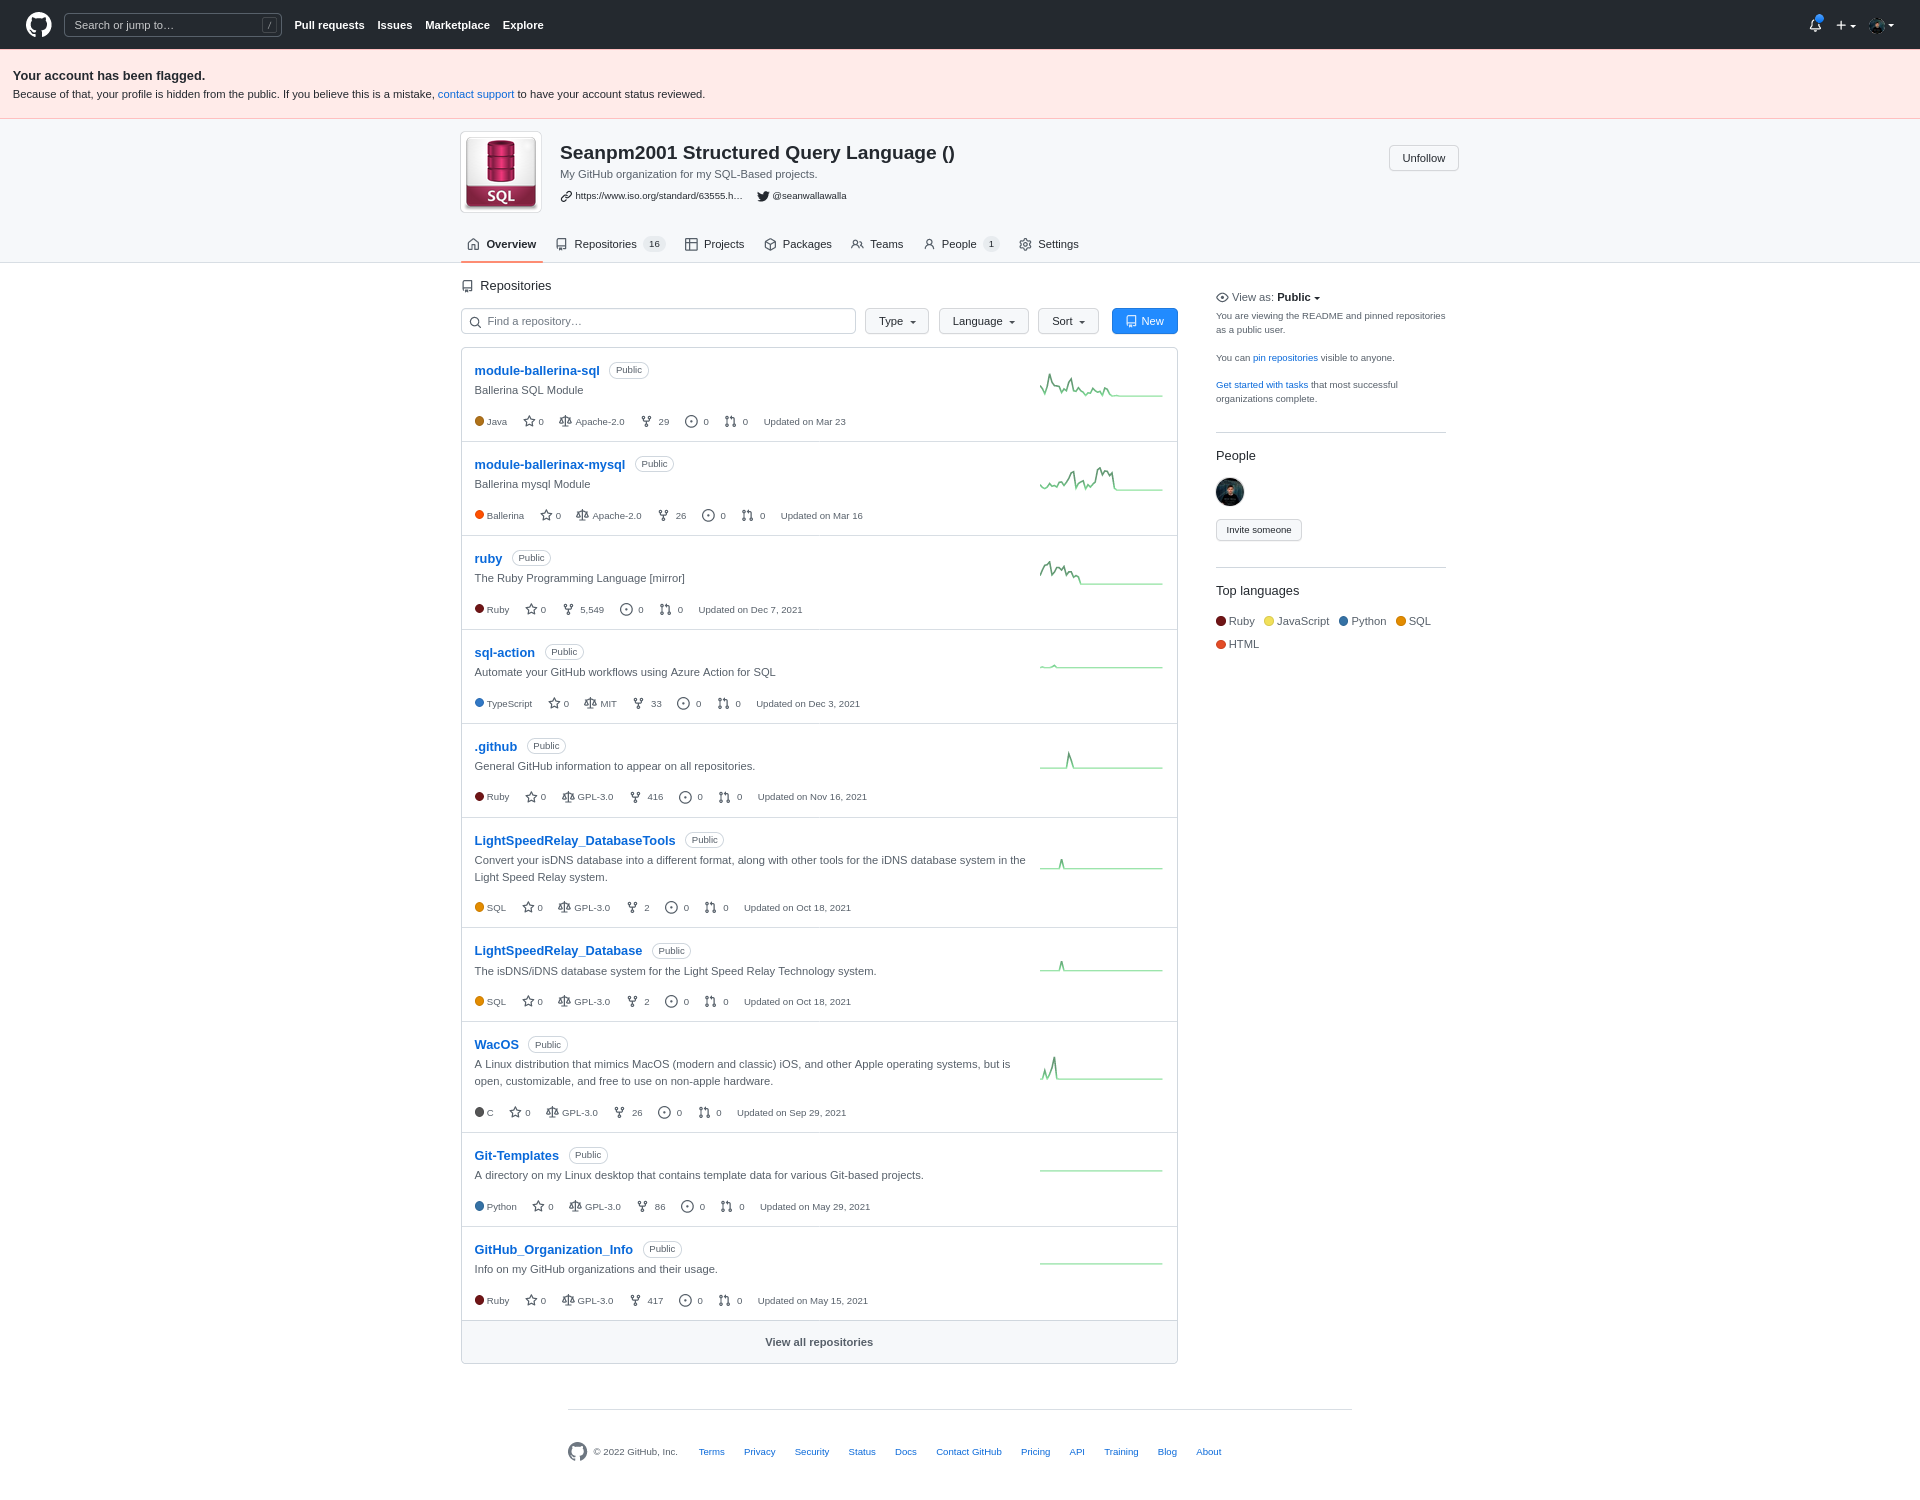 Search or jump to… /
Pull requests Issues Marketplace Explore
Your account has been flagged.
Because of that, your profile is hidden from the public. If you believe this is a mistake, contact support to have your account status reviewed.
SQL
Seanpm2001 Structured Query Language ()
My GitHub organization for my SQL-Based projects.
https://www.iso.org/standard/63555.h… @seanwallawalla
Unfollow
Overview Repositories 16 Projects Packages Teams People 1 Settings
Repositories
Find a repository… Type Language Sort New
module-ballerina-sql Public
Ballerina SQL Module
Java 0 Apache-2.0 29 0 0 Updated on Mar 23
module-ballerinax-mysql Public
Ballerina mysql Module
Ballerina 0 Apache-2.0 26 0 0 Updated on Mar 16
ruby Public
The Ruby Programming Language [mirror]
Ruby 0 5,549 0 0 Updated on Dec 7, 2021
sql-action Public
Automate your GitHub workflows using Azure Action for SQL
TypeScript 0 MIT 33 0 0 Updated on Dec 3, 2021
.github Public
General GitHub information to appear on all repositories.
Ruby 0 GPL-3.0 416 0 0 Updated on Nov 16, 2021
LightSpeedRelay_DatabaseTools Public
Convert your isDNS database into a different format, along with other tools for the iDNS database system in the
Light Speed Relay system.
SQL 0 GPL-3.0 2 0 0 Updated on Oct 18, 2021
LightSpeedRelay_Database Public
The isDNS/iDNS database system for the Light Speed Relay Technology system.
SQL 0 GPL-3.0 2 0 0 Updated on Oct 18, 2021
WacOS Public
A Linux distribution that mimics MacOS (modern and classic) iOS, and other Apple operating systems, but is
open, customizable, and free to use on non-apple hardware.
C 0 GPL-3.0 26 0 0 Updated on Sep 29, 2021
Git-Templates Public
A directory on my Linux desktop that contains template data for various Git-based projects.
Python 0 GPL-3.0 86 0 0 Updated on May 29, 2021
GitHub_Organization_Info Public
Info on my GitHub organizations and their usage.
Ruby 0 GPL-3.0 417 0 0 Updated on May 15, 2021
View all repositories
View as: Public
You are viewing the README and pinned repositories
as a public user.
You can pin repositories visible to anyone.
Get started with tasks that most successful
organizations complete.
People
Invite someone
Top languages
Ruby JavaScript Python SQL
HTML
© 2022 GitHub, Inc. Terms Privacy Security Status Docs Contact GitHub Pricing API Training Blog About